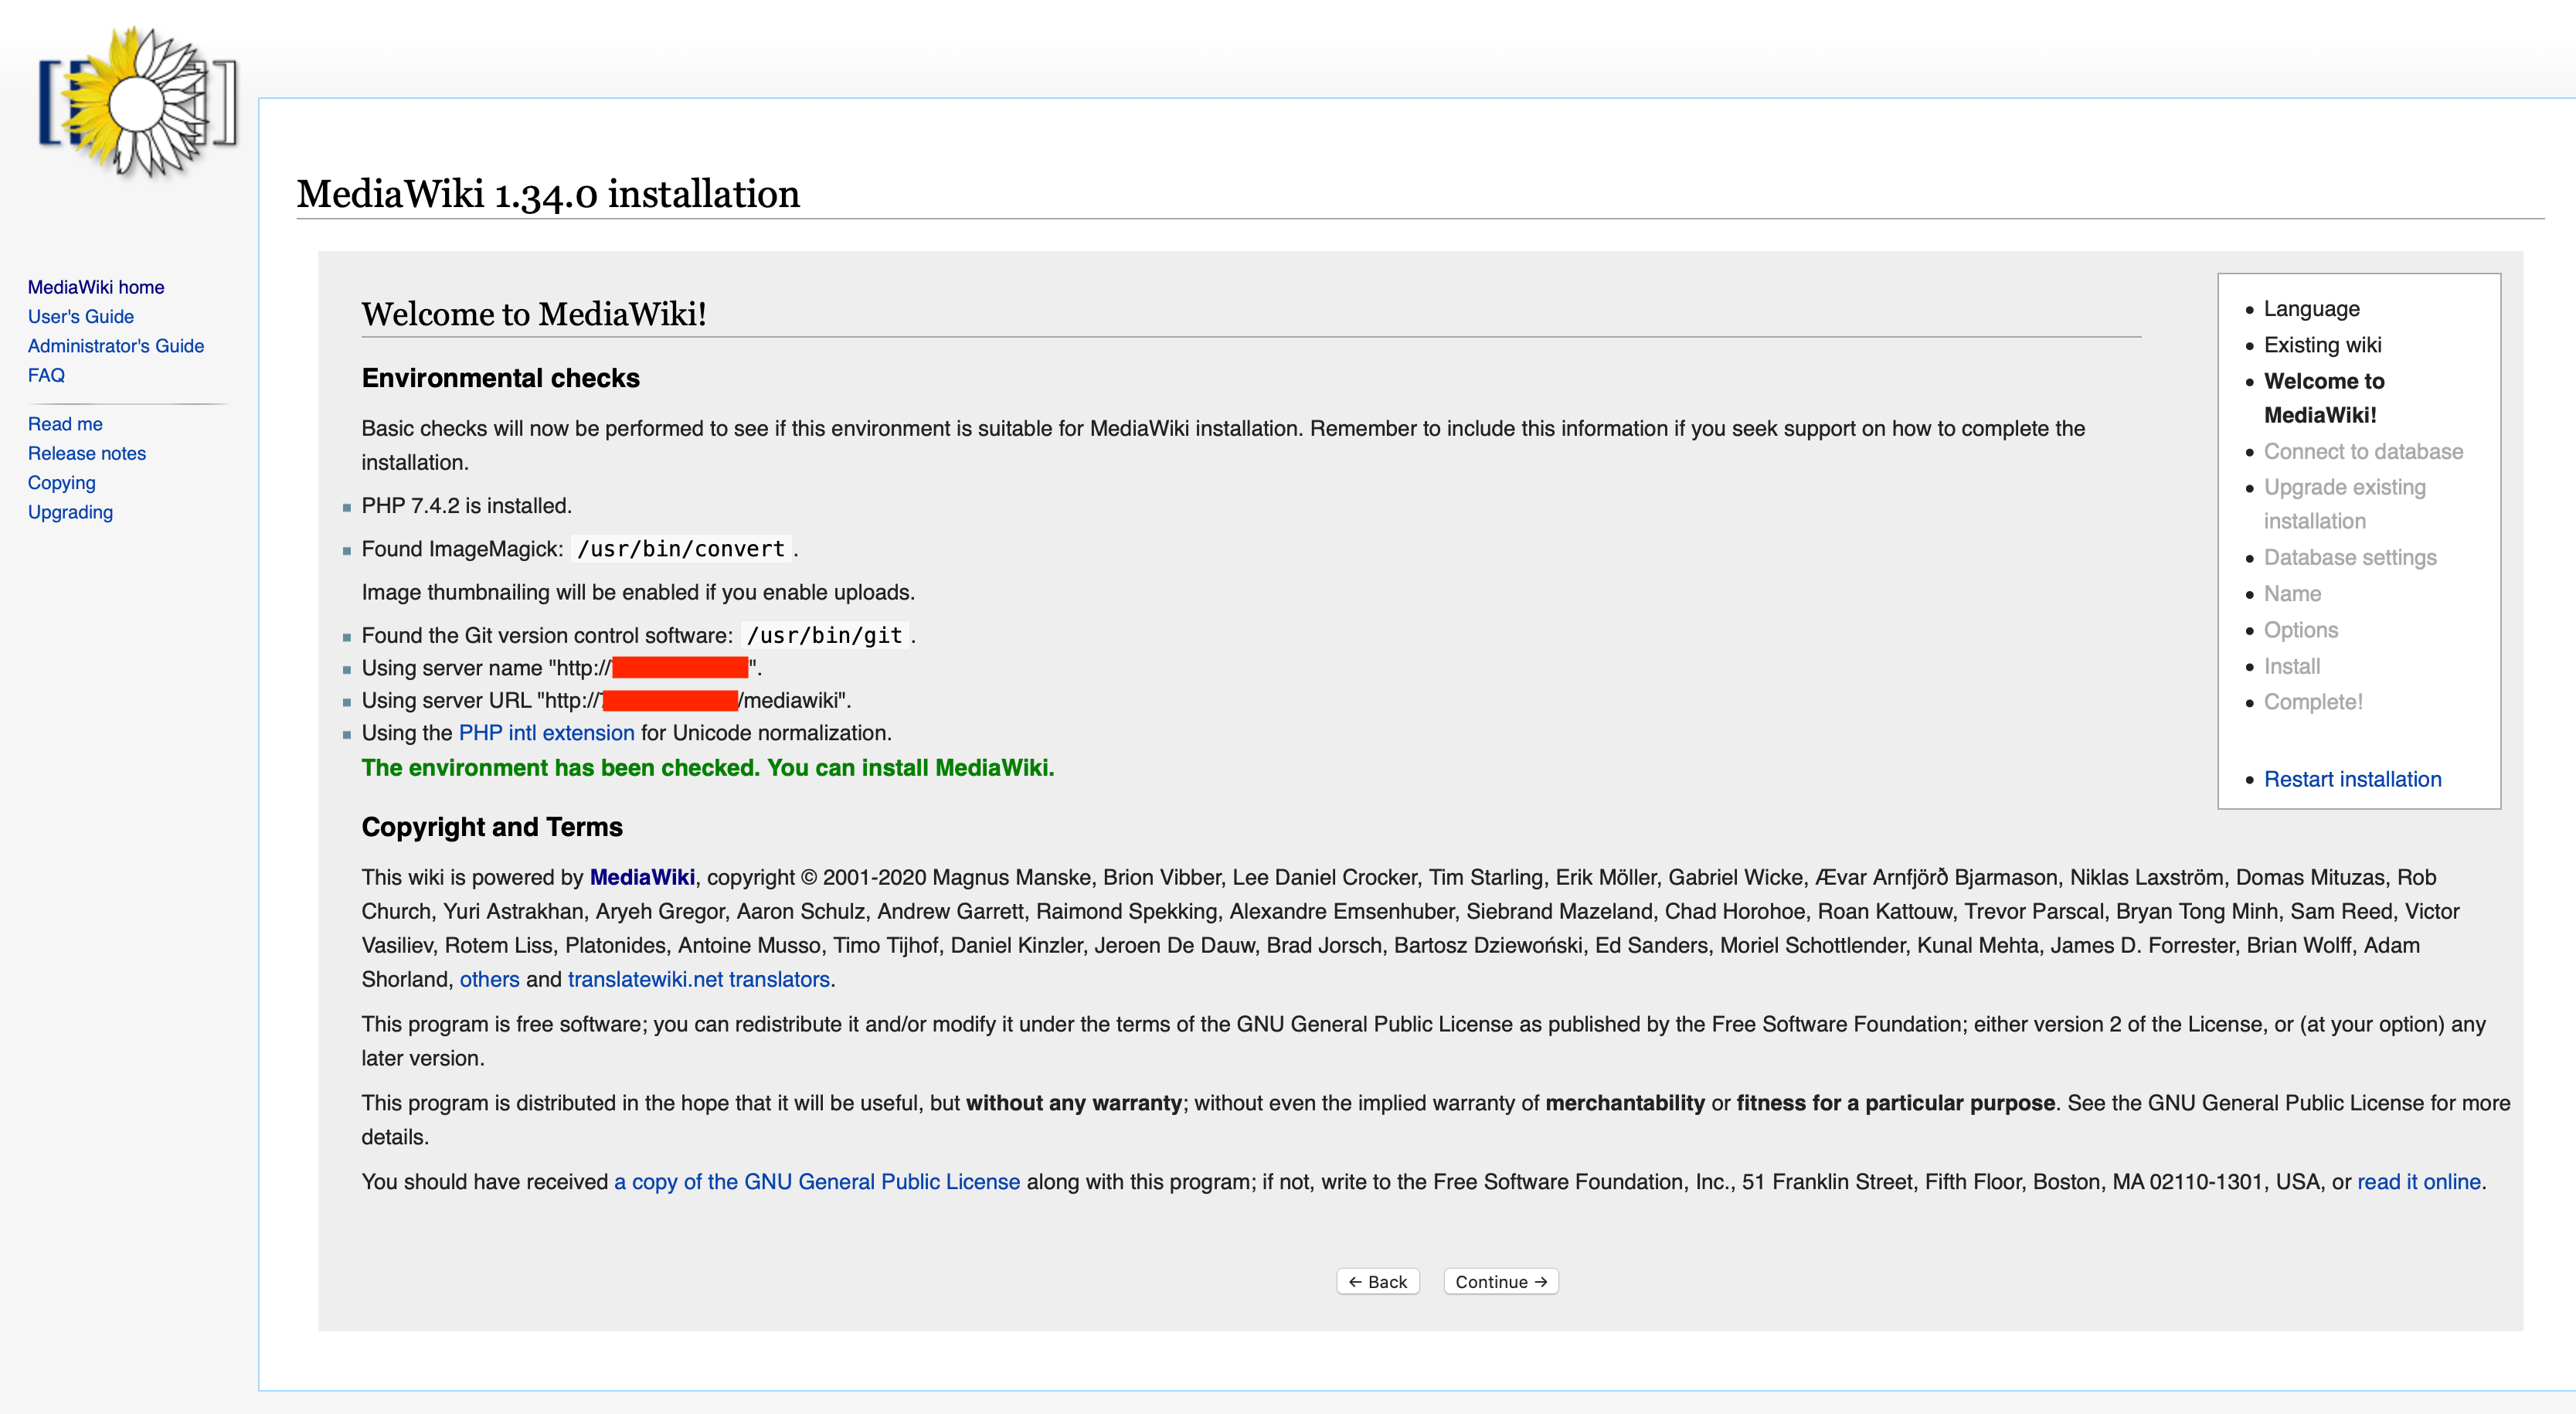 MediaWiki home
User's Guide
Administrator's Guide
FAQ
Read me
Release notes
Copying
Upgrading
MediaWiki 1.34.0 installation
Welcome to MediaWiki!
Environmental checks
Basic checks will now be performed to see if this environment is suitable for MediaWiki installation. Remember to include this information if you seek support on how to complete the
installation.
PHP 7.4.2 is installed.
Found ImageMagick: /usr/bin/convert .
Image thumbnailing will be enabled if you enable uploads.
Found the Git version control software: /usr/bin/git .
Using server name "http://".
Using server URL "http:///mediawiki".
Using the PHP intl extension for Unicode normalization.
The environment has been checked. You can install MediaWiki.
Copyright and Terms
This wiki is powered by MediaWiki, copyright © 2001-2020 Magnus Manske, Brion Vibber, Lee Daniel Crocker, Tim Starling, Erik Möller, Gabriel Wicke, Ævar Arnfjörð Bjarmason, Niklas Laxström, Domas Mituzas, Rob
Church, Yuri Astrakhan, Aryeh Gregor, Aaron Schulz, Andrew Garrett, Raimond Spekking, Alexandre Emsenhuber, Siebrand Mazeland, Chad Horohoe, Roan Kattouw, Trevor Parscal, Bryan Tong Minh, Sam Reed, Victor
Vasiliev, Rotem Liss, Platonides, Antoine Musso, Timo Tijhof, Daniel Kinzler, Jeroen De Dauw, Brad Jorsch, Bartosz Dziewoński, Ed Sanders, Moriel Schottlender, Kunal Mehta, James D. Forrester, Brian Wolff, Adam
Shorland, others and translatewiki.net translators.
This program is free software; you can redistribute it and/or modify it under the terms of the GNU General Public License as published by the Free Software Foundation; either version 2 of the License, or (at your option) any
later version.
This program is distributed in the hope that it will be useful, but without any warranty; without even the implied warranty of merchantability or fitness for a particular purpose. See the GNU General Public License for more
details.
You should have received a copy of the GNU General Public License along with this program; if not, write to the Free Software Foundation, Inc., 51 Franklin Street, Fifth Floor, Boston, MA 02110-1301, USA, or read it online.
← Back
Continue →
Language
Existing wiki
Welcome to
MediaWiki!
Connect to database
Upgrade existing
installation
Database settings
Name
Options
Install
Complete!
Restart installation